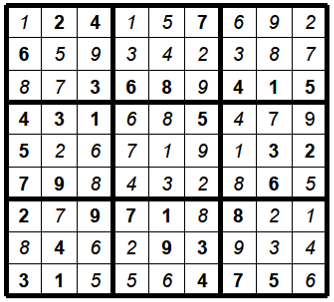 1 2 4 1 5 7 6 9 2
6 5 9 3 4 2 3 8 7
8 7 3 6 8 9 4 1 5
4 3 1 6 8 5 4 7 9
5 2 6 7 1 9 1 3 2
7 9 8 4 3 2 8 6 5
2 7 9 7 1 8 8 2 1
8 4 6 2 9 3 9 3 4
3 1 5 5 6 4 7 5 6